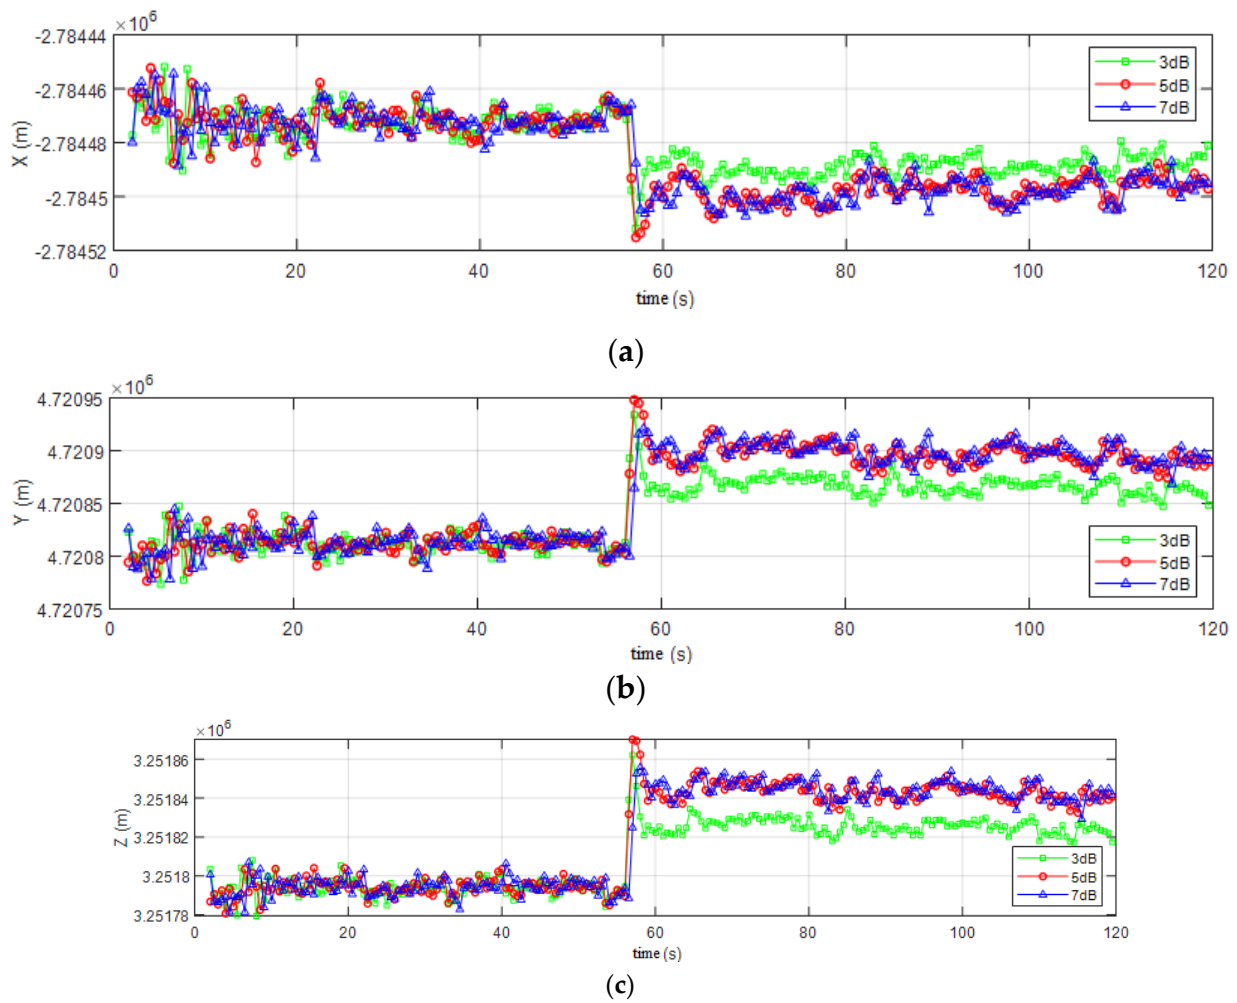 ×10⁶
-2.78444
-2.78446
-2.78448
-2.7845
-2.78452
X (m)
3dB
5dB
7dB
0 20 40 60 80 100 120
time (s)
(a)
×10⁶
4.72095
4.7209
4.72085
4.7208
4.72075
Y (m)
3dB
5dB
7dB
0 20 40 60 80 100 120
time (s)
(b)
×10⁶
3.25186
3.25184
3.25182
3.2518
3.25178
Z (m)
3dB
5dB
7dB
0 20 40 60 80 100 120
time (s)
(c)